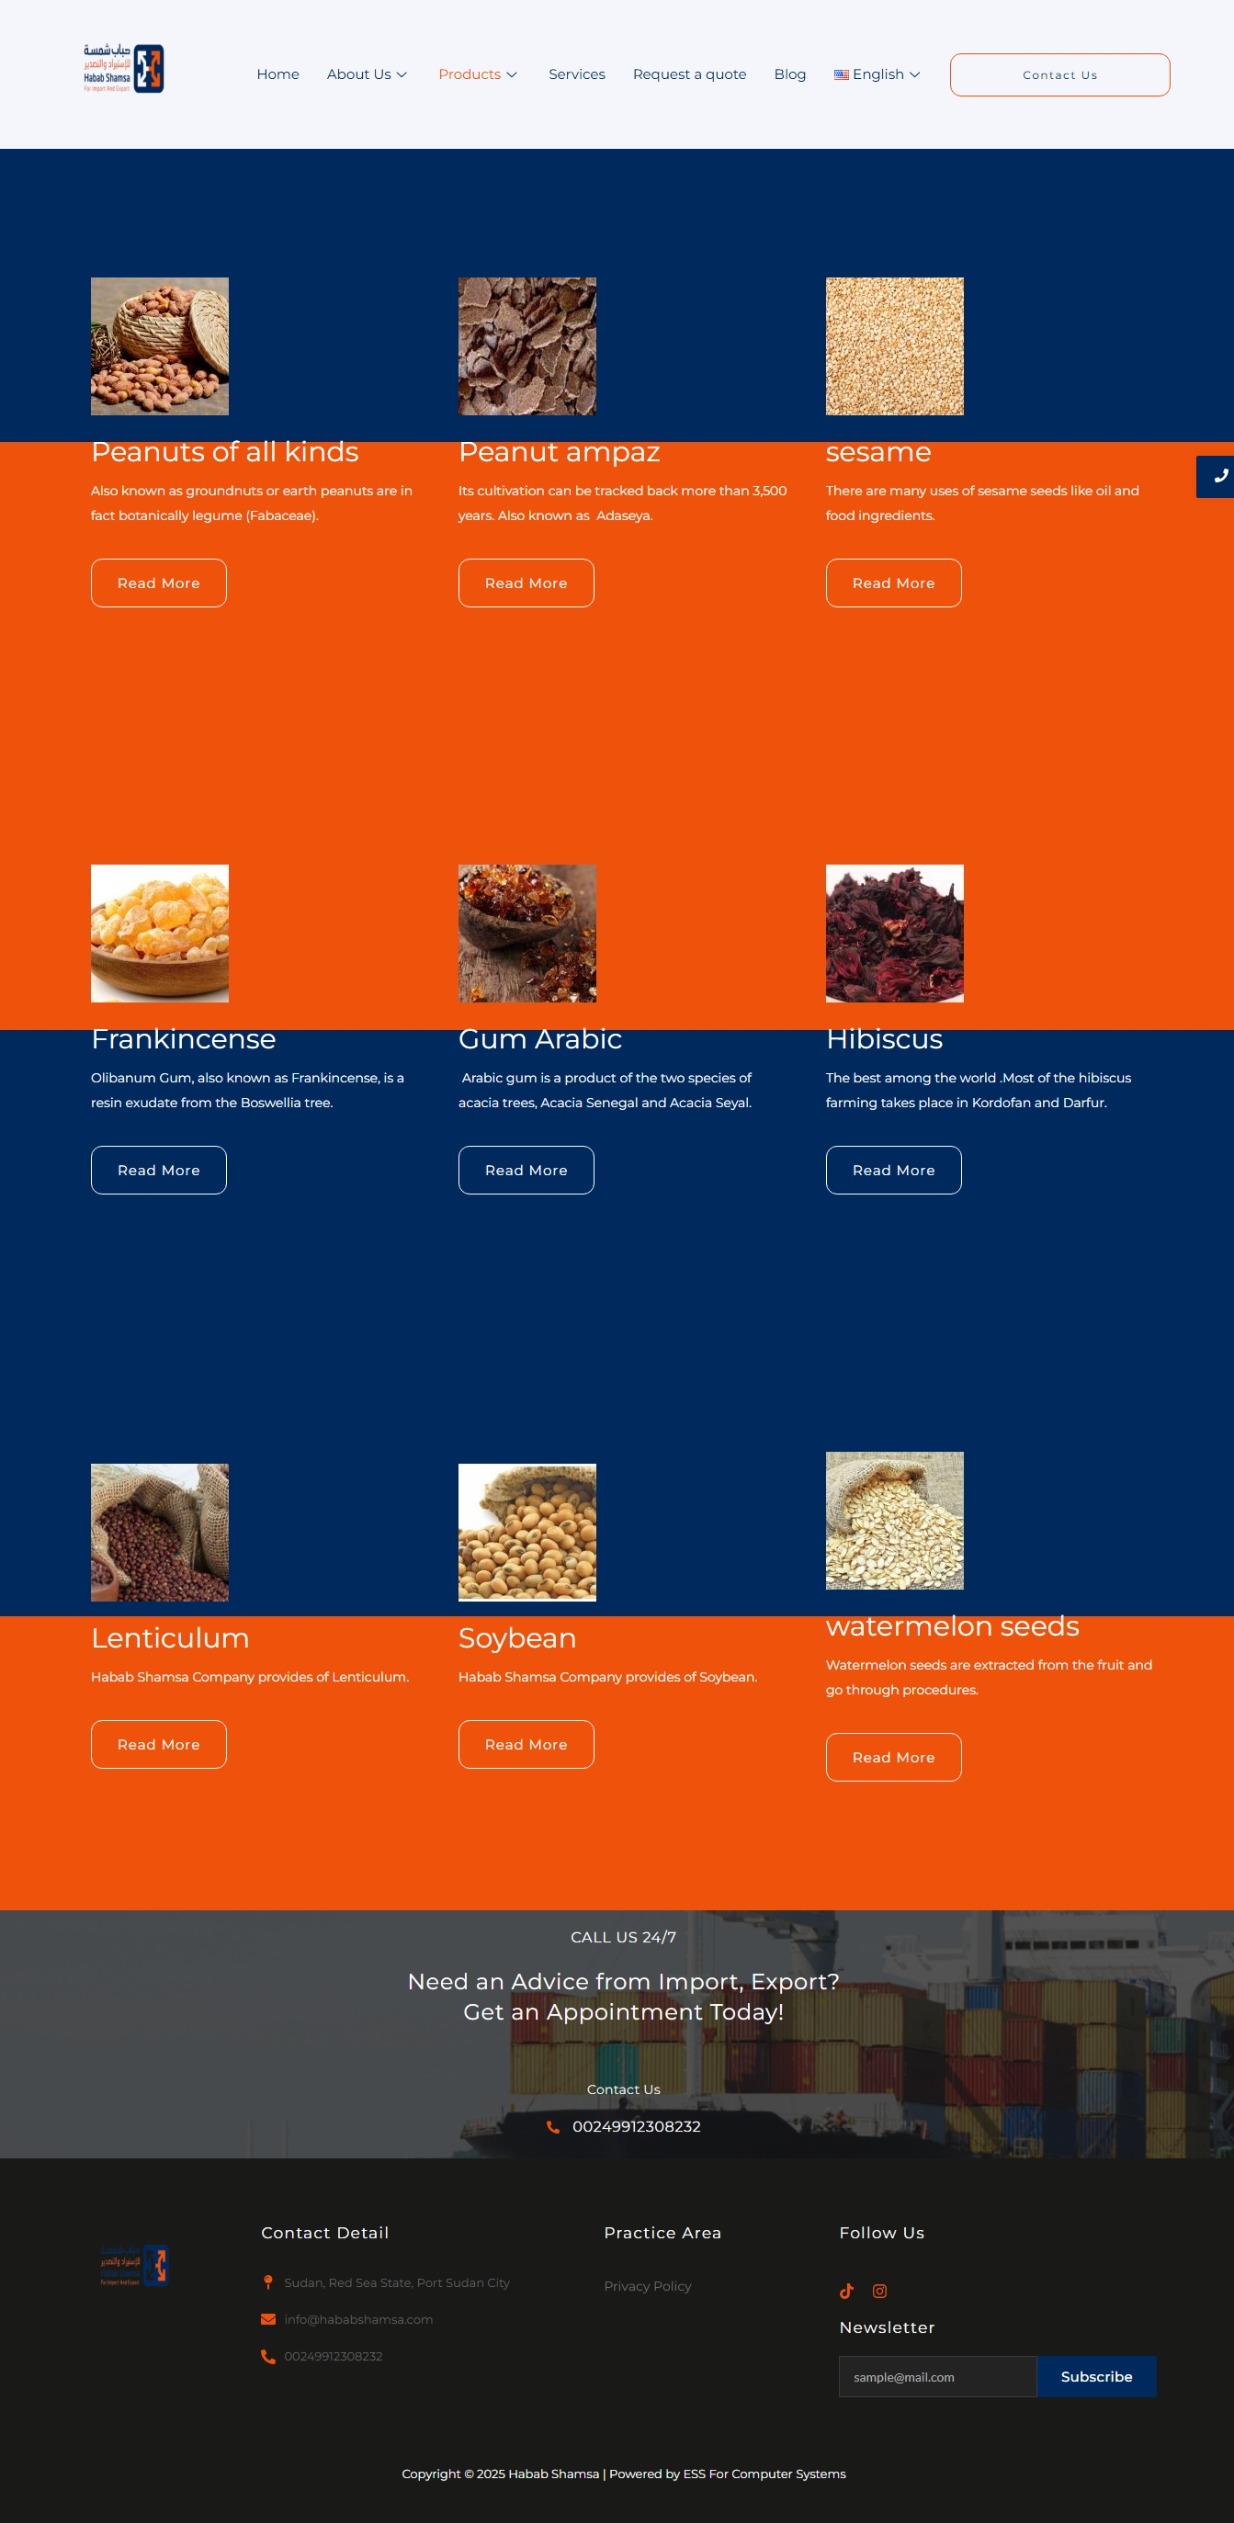 حباب شمسة
للإستيراد والتصدير
Habab Shamsa
For Import And Export
Home
About Us
Products
Services
Request a quote
Blog
English
Contact Us
Peanuts of all kinds
Also known as groundnuts or earth peanuts are in
fact botanically legume (Fabaceae).
Read More
Peanut ampaz
Its cultivation can be tracked back more than 3,500
years. Also known as  Adaseya.
Read More
sesame
There are many uses of sesame seeds like oil and
food ingredients.
Read More
Frankincense
Olibanum Gum, also known as Frankincense, is a
resin exudate from the Boswellia tree.
Read More
Gum Arabic
Arabic gum is a product of the two species of
acacia trees, Acacia Senegal and Acacia Seyal.
Read More
Hibiscus
The best among the world .Most of the hibiscus
farming takes place in Kordofan and Darfur.
Read More
Lenticulum
Habab Shamsa Company provides of Lenticulum.
Read More
Soybean
Habab Shamsa Company provides of Soybean.
Read More
watermelon seeds
Watermelon seeds are extracted from the fruit and
go through procedures.
Read More
CALL US 24/7
Need an Advice from Import, Export?
Get an Appointment Today!
Contact Us
00249912308232
حباب شمسة
للإستيراد والتصدير
Habab Shamsa
For Import And Export
Contact Detail
Sudan, Red Sea State, Port Sudan City
info@hababshamsa.com
00249912308232
Practice Area
Privacy Policy
Follow Us
Newsletter
sample@mail.com
Subscribe
Copyright © 2025 Habab Shamsa | Powered by ESS For Computer Systems